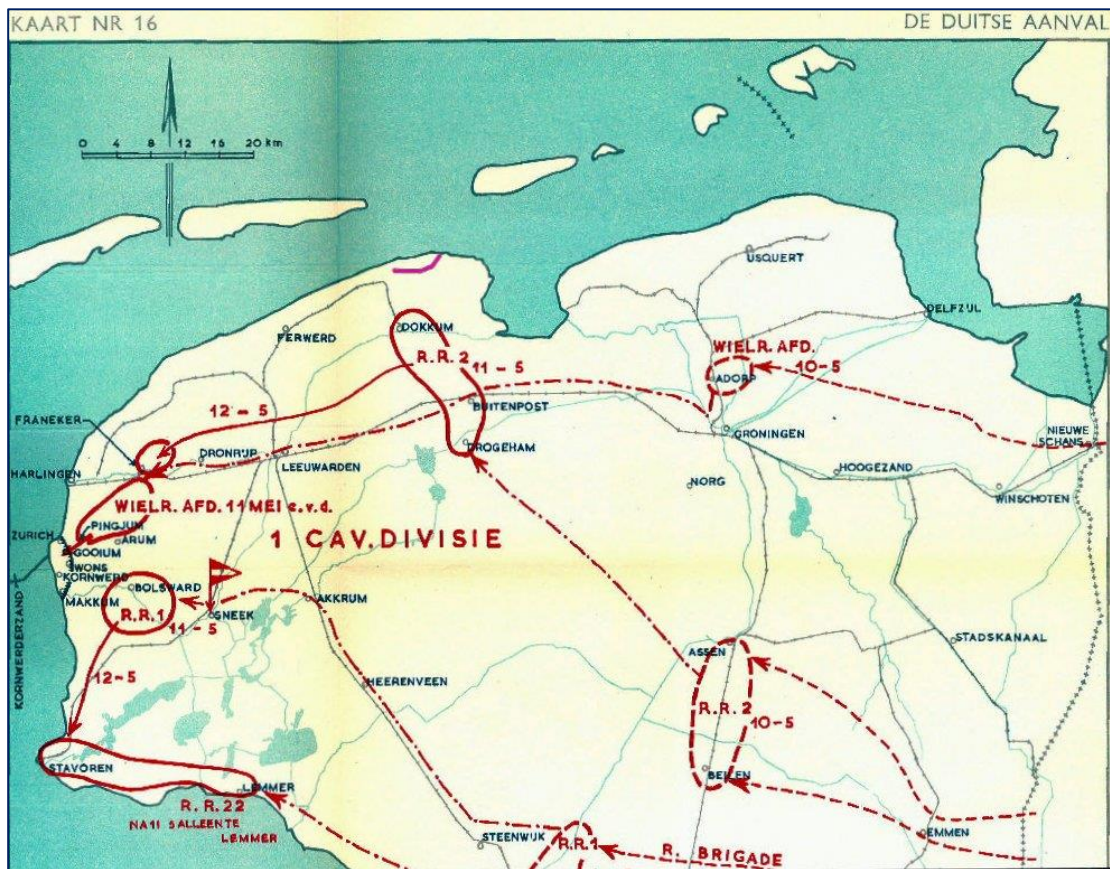 KAART NR 16
DE DUITSE AANVAL
0 4 8 12 16 20 km
USQUERT
DELFZIJL
DOKKUM
FERWERD
R.R. 2
11-5
WIELR. AFD.
10-5
ADORP
12-5
BUITENPOST
FRANEKER
DRONRIJP
DROGEHAM
GRONINGEN
NIEUWE
SCHANS
HARLINGEN
LEEUWARDEN
HOOGEZAND
NORG
WINSCHOTEN
WIELR. AFD. 11 MEI e.v.d.
PINGJUM
ZURICH
ARUM
1 CAV. DIVISIE
GOOIUM
WONS
KORNWERD
BOLSWARD
MAKKUM
R.R.1
11-5
SNEEK
AKKRUM
KORNWERDERZAND
STADSKANAAL
ASSEN
12-5
HEERENVEEN
R.R. 2
10-5
STAVOREN
BEILEN
LEMMER
R. R. 22
NA 11 5 ALLEEN TE
LEMMER
STEENWIJK
EMMEN
R.R.1
R. BRIGADE